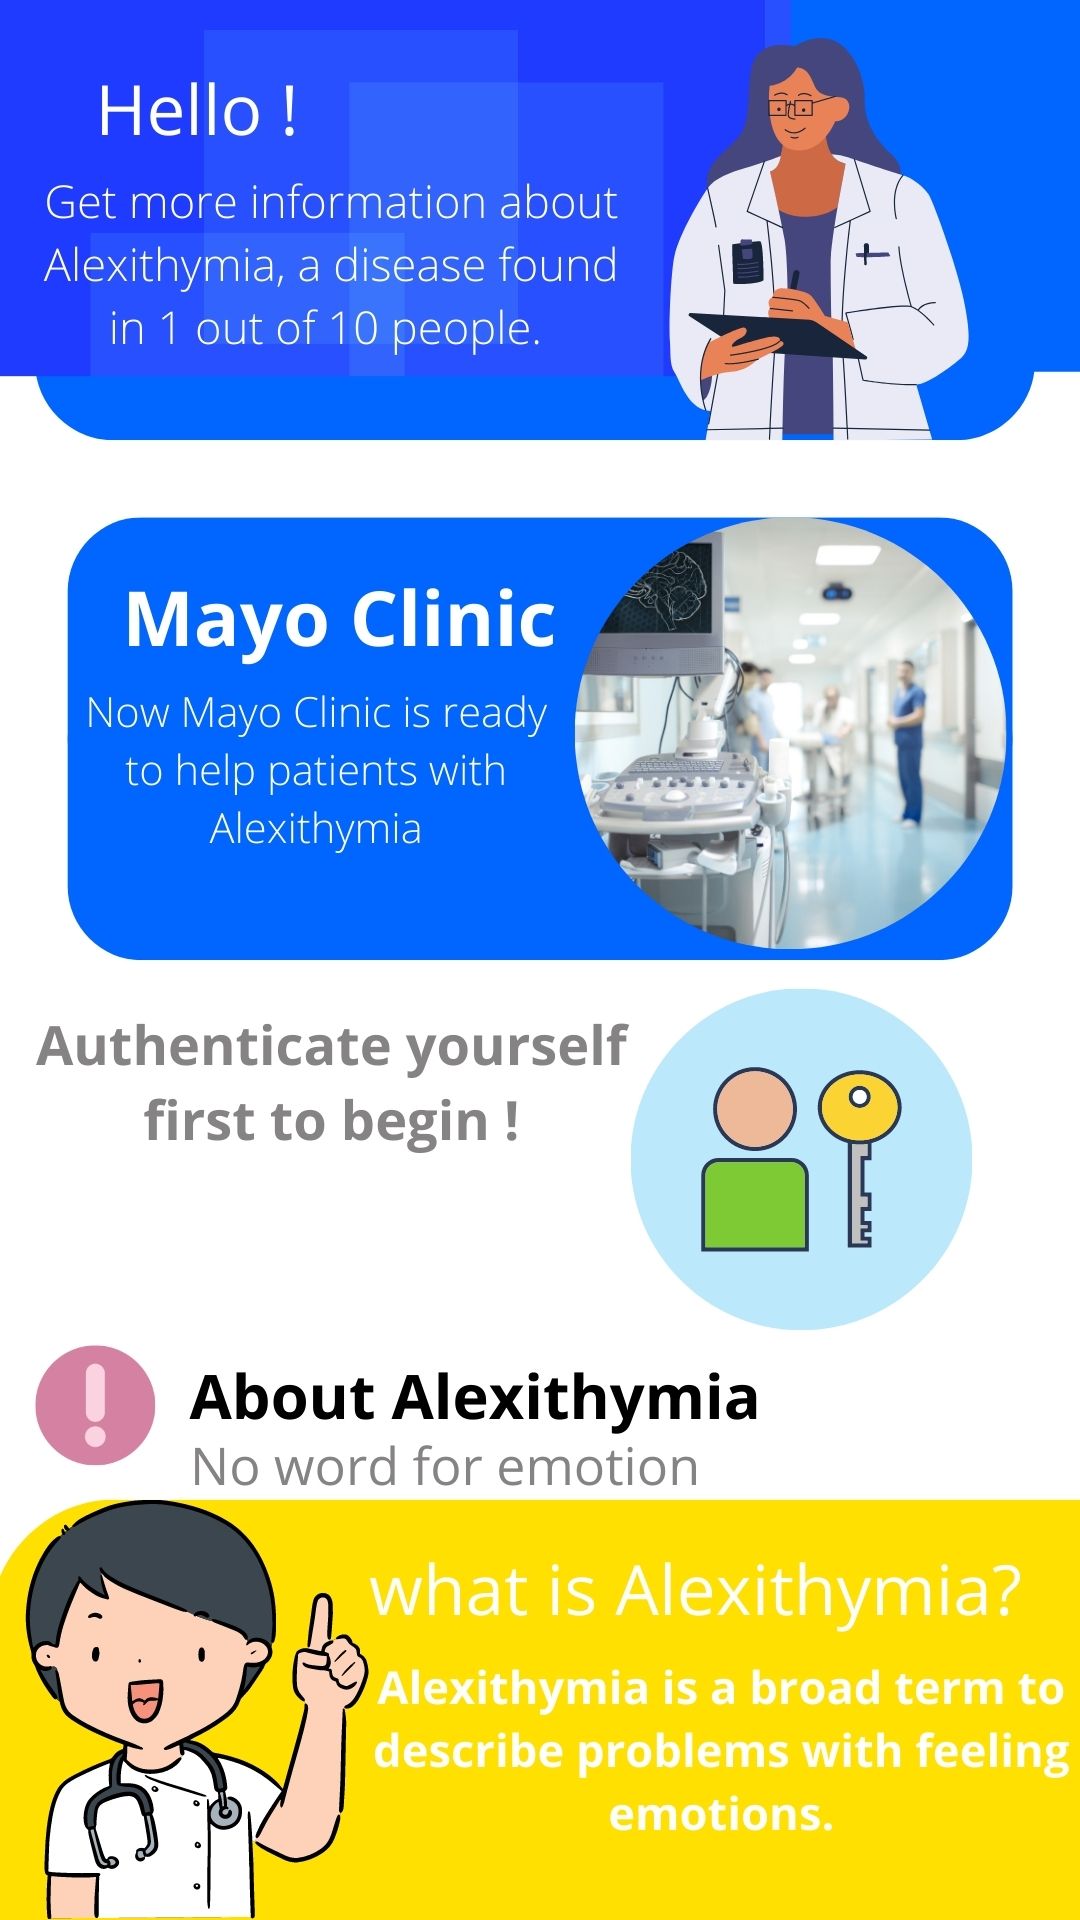 Hello !
Get more information about
Alexithymia, a disease found
in 1 out of 10 people.
Mayo Clinic
Now Mayo Clinic is ready
to help patients with
Alexithymia
Authenticate yourself
first to begin !
About Alexithymia
No word for emotion
what is Alexithymia?
Alexithymia is a broad term to
describe problems with feeling
emotions.